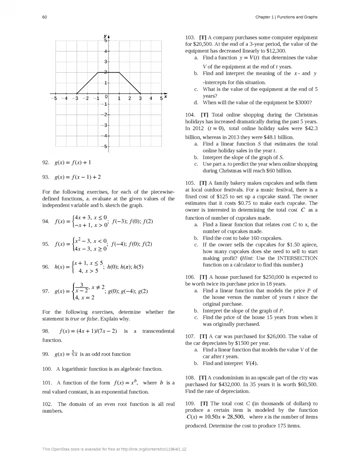 60
Chapter 1 | Functions and Graphs
y
5
4
3
2
1
−5 −4 −3 −2 −1 0 1 2 3 4 5 x
−1
−2
−3
−4
−5
92. g(x) = f(x) + 1
93. g(x) = f(x − 1) + 2
For the following exercises, for each of the piecewise-
defined functions, a. evaluate at the given values of the
independent variable and b. sketch the graph.
94. f(x) = {4x + 3, x ≤ 0
−x + 1, x > 0; f(−3); f(0); f(2)
95. f(x) = {x² − 3, x < 0
4x − 3, x ≥ 0; f(−4); f(0); f(2)
96. h(x) = {x + 1, x ≤ 5
4, x > 5; h(0); h(π); h(5)
97. g(x) = {3/(x − 2), x ≠ 2
4, x = 2; g(0); g(−4); g(2)
For the following exercises, determine whether the
statement is true or false. Explain why.
98. f(x) = (4x + 1)/(7x − 2) is a transcendental
function.
99. g(x) = ∛x is an odd root function
100. A logarithmic function is an algebraic function.
101. A function of the form f(x) = xᵇ, where b is a
real valued constant, is an exponential function.
102. The domain of an even root function is all real
numbers.
103. [T] A company purchases some computer equipment
for $20,500. At the end of a 3-year period, the value of the
equipment has decreased linearly to $12,300.
a. Find a function y = V(t) that determines the value
V of the equipment at the end of t years.
b. Find and interpret the meaning of the x- and y
-intercepts for this situation.
c. What is the value of the equipment at the end of 5
years?
d. When will the value of the equipment be $3000?
104. [T] Total online shopping during the Christmas
holidays has increased dramatically during the past 5 years.
In 2012 (t = 0), total online holiday sales were $42.3
billion, whereas in 2013 they were $48.1 billion.
a. Find a linear function S that estimates the total
online holiday sales in the year t.
b. Interpret the slope of the graph of S.
c. Use part a. to predict the year when online shopping
during Christmas will reach $60 billion.
105. [T] A family bakery makes cupcakes and sells them
at local outdoor festivals. For a music festival, there is a
fixed cost of $125 to set up a cupcake stand. The owner
estimates that it costs $0.75 to make each cupcake. The
owner is interested in determining the total cost C as a
function of number of cupcakes made.
a. Find a linear function that relates cost C to x, the
number of cupcakes made.
b. Find the cost to bake 160 cupcakes.
c. If the owner sells the cupcakes for $1.50 apiece,
how many cupcakes does she need to sell to start
making profit? (Hint: Use the INTERSECTION
function on a calculator to find this number.)
106. [T] A house purchased for $250,000 is expected to
be worth twice its purchase price in 18 years.
a. Find a linear function that models the price P of
the house versus the number of years t since the
original purchase.
b. Interpret the slope of the graph of P.
c. Find the price of the house 15 years from when it
was originally purchased.
107. [T] A car was purchased for $26,000. The value of
the car depreciates by $1500 per year.
a. Find a linear function that models the value V of the
car after t years.
b. Find and interpret V(4).
108. [T] A condominium in an upscale part of the city was
purchased for $432,000. In 35 years it is worth $60,500.
Find the rate of depreciation.
109. [T] The total cost C (in thousands of dollars) to
produce a certain item is modeled by the function
C(x) = 10.50x + 28,500, where x is the number of items
produced. Determine the cost to produce 175 items.